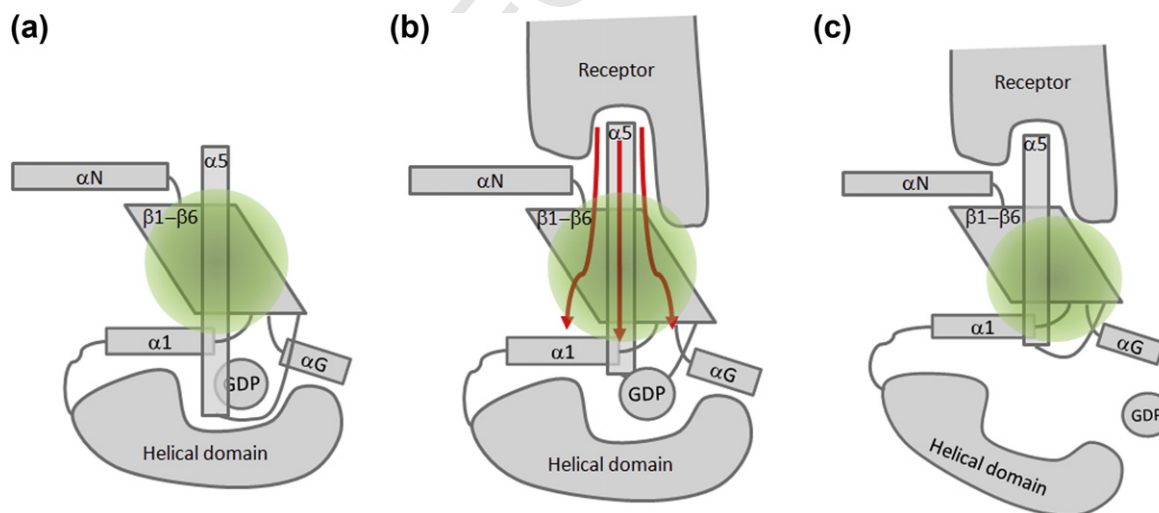 (a)
α5
αN
β1–β6
α1
αG
GDP
Helical domain
(b)
Receptor
α5
αN
β1–β6
α1
αG
GDP
Helical domain
(c)
Receptor
α5
αN
β1–β6
α1
αG
GDP
Helical domain